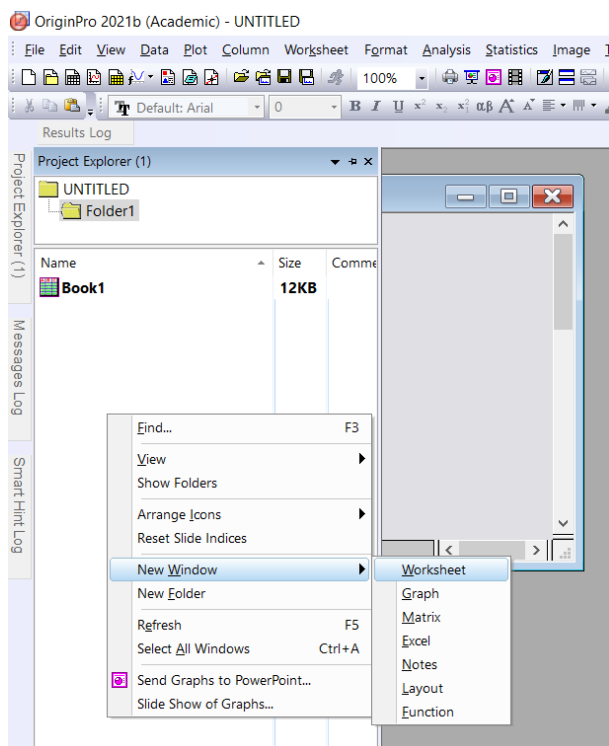 OriginPro 2021b (Academic) - UNTITLED
File Edit View Data Plot Column Worksheet Format Analysis Statistics Image
100%
Default: Arial 0 B I U x² x₂ αβ A A
Results Log
Project Explorer (1)
Project Explorer (1)
UNTITLED
Folder1
Name Size Comme
Book1 12KB
Messages Log
Smart Hint Log
Find... F3
View
Show Folders
Arrange Icons
Reset Slide Indices
New Window
New Folder
Refresh F5
Select All Windows Ctrl+A
Send Graphs to PowerPoint...
Slide Show of Graphs...
Worksheet
Graph
Matrix
Excel
Notes
Layout
Function